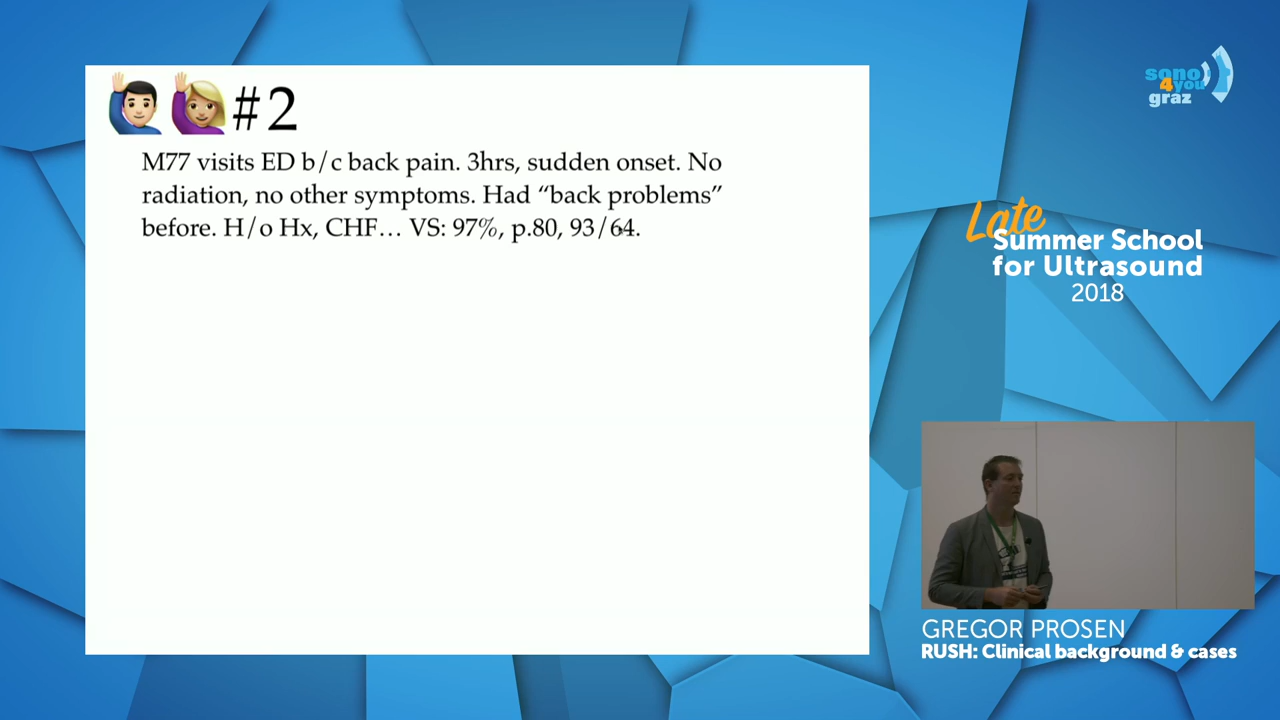 #2
M77 visits ED b/c back pain. 3hrs, sudden onset. No
radiation, no other symptoms. Had “back problems”
before. H/o Hx, CHF… VS: 97%, p.80, 93/64.
sono
4you
graz
Late
Summer School
for Ultrasound
2018
GREGOR PROSEN
RUSH: Clinical background & cases